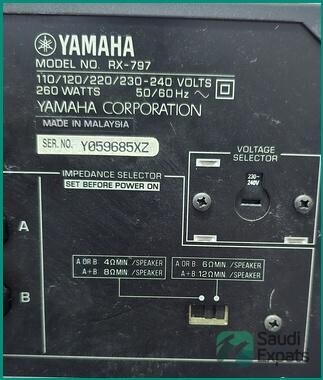 YAMAHA
MODEL NO. RX-797
110/120/220/230-240 VOLTS
260 WATTS 50/60 Hz ~
YAMAHA CORPORATION
MADE IN MALAYSIA
SER. NO. Y059685XZ
VOLTAGE
SELECTOR
230-
240V
IMPEDANCE SELECTOR
SET BEFORE POWER ON
A
A OR B 4ΩMIN /SPEAKER
A+B 8ΩMIN /SPEAKER
A OR B 6ΩMIN /SPEAKER
A+B 12ΩMIN /SPEAKER
B
Saudi
Expats